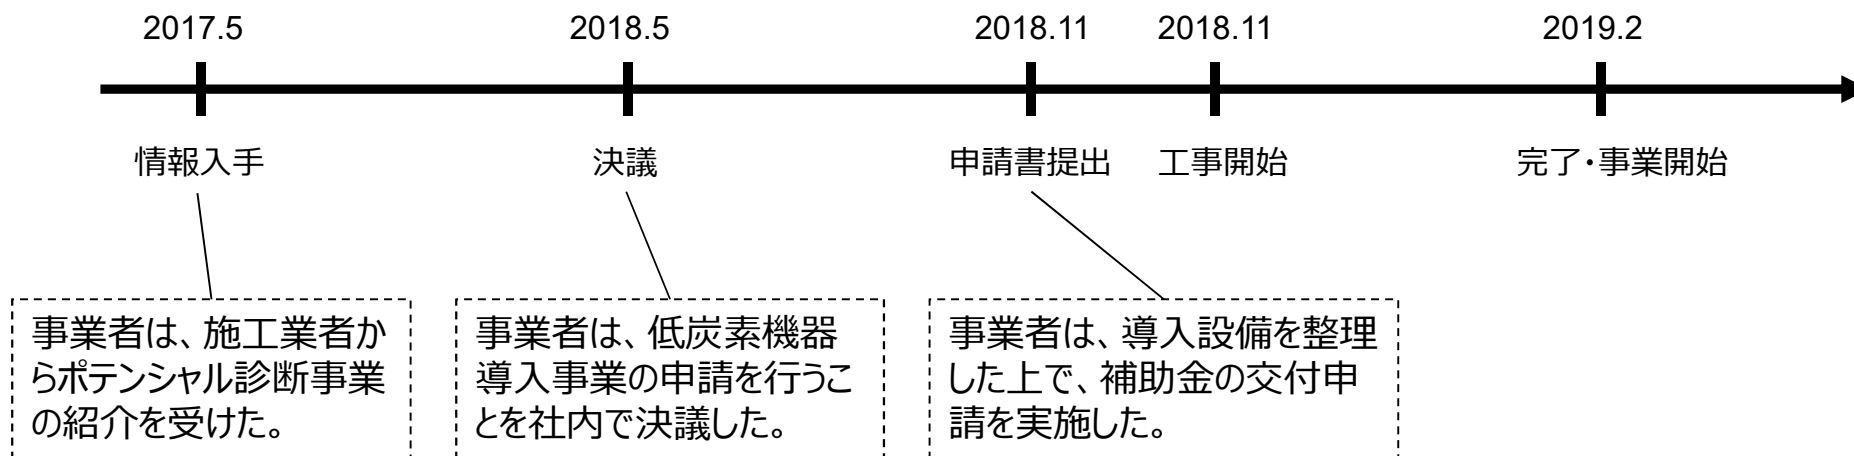 2017.5
2018.5
2018.11
2018.11
2019.2
情報入手
決議
申請書提出
工事開始
完了・事業開始
事業者は、施工業者か
らポテンシャル診断事業
の紹介を受けた。
事業者は、低炭素機器
導入事業の申請を行うこ
とを社内で決議した。
事業者は、導入設備を整理
した上で、補助金の交付申
請を実施した。